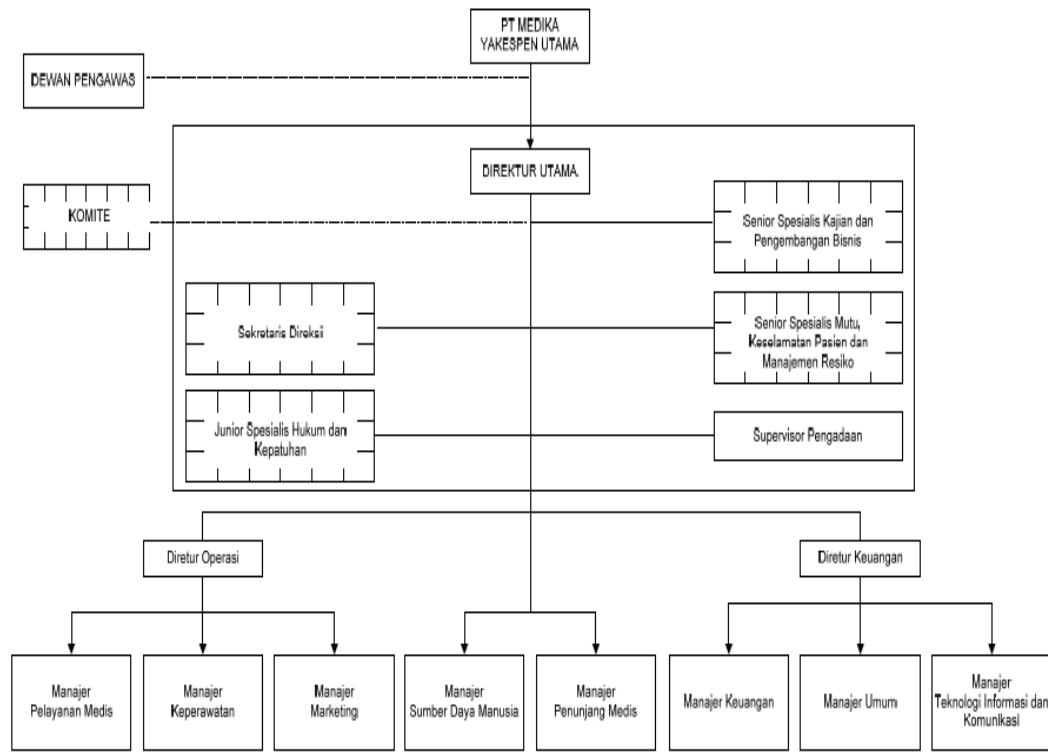 PT MEDIKA
YAKESPEN UTAMA
DEWAN PENGAWAS
DIREKTUR UTAMA
KOMITE
Senior Spesialis Kajian dan
Pengembangan Bisnis
Sekretaris Direksii
Senior Spesialis Mutu,
Keselamatan Pasien dan
Manajemen Resiko
Junior Spesialis Hukum dan
Kepatuhan
Supervisor Pengadaan
Diretur Operasi
Diretur Keuangan
Manajer
Pelayanan Medis
Manajer
Keperawatan
Manajer
Marketing
Manajer
Sumber Daya Manusia
Manajer
Penunjang Medis
Manajer Keuangan
Manajer Umum
Manajer
Teknologi Informasi dan
Komunikasi